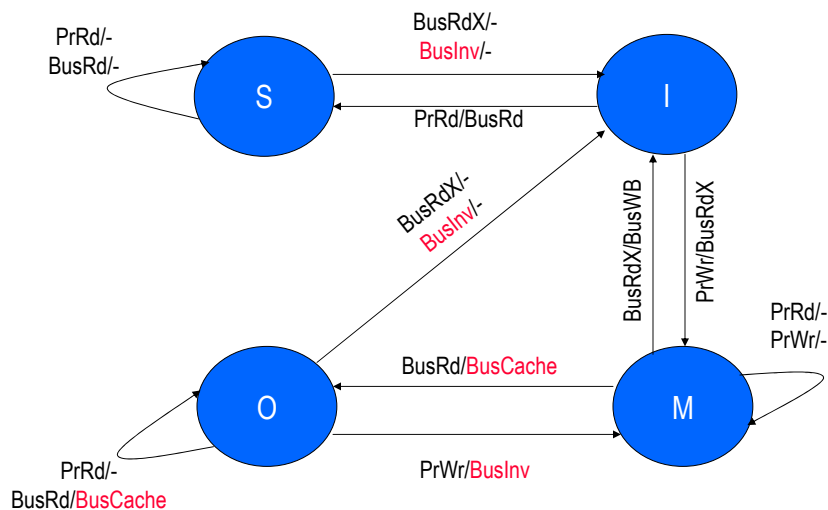 BusRdX/-
BusInv/-
PrRd/-
BusRd/-
S
I
PrRd/BusRd
BusRdX/-
BusInv/-
BusRdX/BusWB
PrWr/BusRdX
PrRd/-
PrWr/-
BusRd/BusCache
O
M
PrWr/BusInv
PrRd/-
BusRd/BusCache